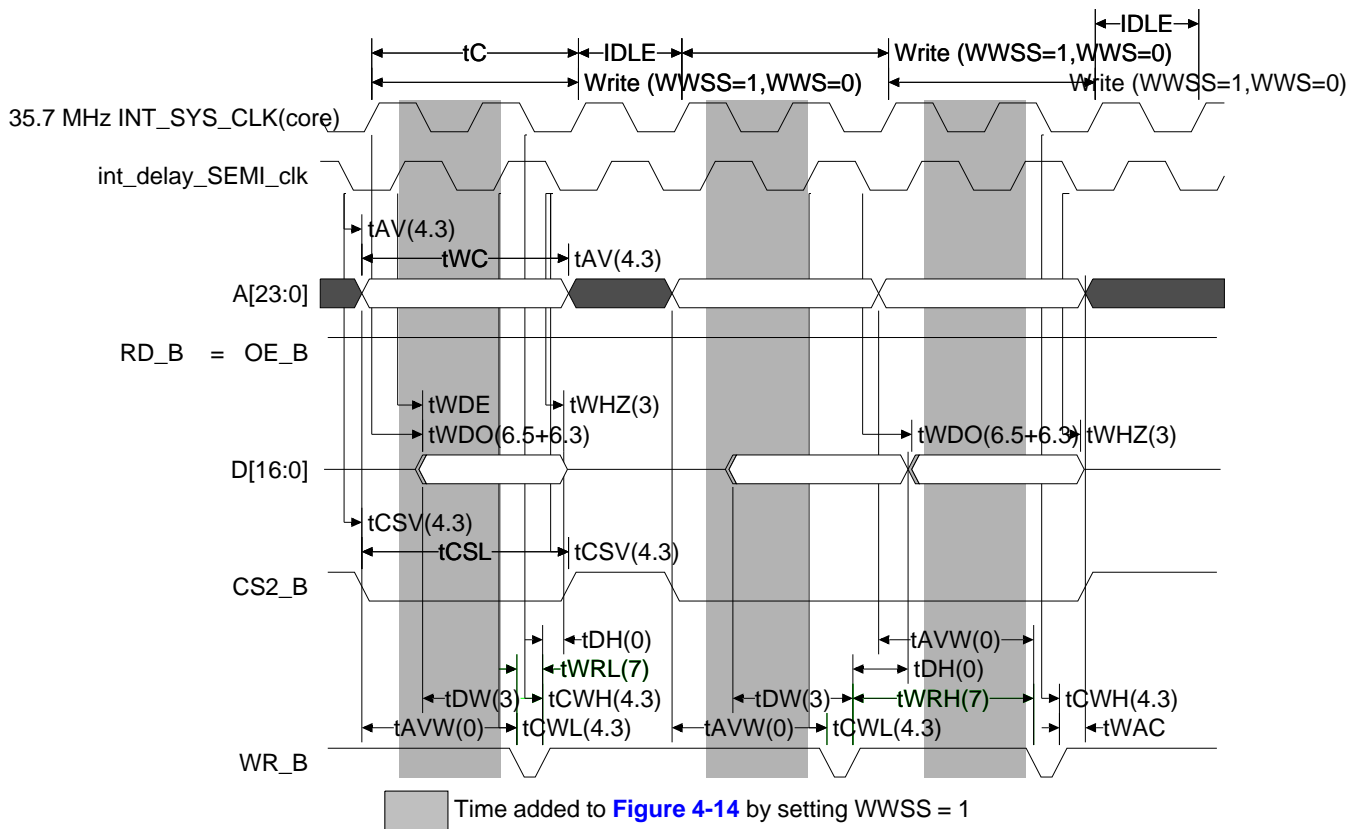 IDLE
tC IDLE Write (WWSS=1,WWS=0)
Write (WWSS=1,WWS=0) Write (WWSS=1,WWS=0)
35.7 MHz INT_SYS_CLK(core)
int_delay_SEMI_clk
tAV(4.3)
tWC tAV(4.3)
A[23:0]
RD_B = OE_B
tWDE tWHZ(3)
tWDO(6.5+6.3) tWDO(6.5+6.3) tWHZ(3)
D[16:0]
tCSV(4.3)
tCSL tCSV(4.3)
CS2_B
tDH(0) tAVW(0)
tWRL(7) tDH(0)
tDW(3) tCWH(4.3) tDW(3) tWRH(7) tCWH(4.3)
tAVW(0) tCWL(4.3) tAVW(0) tCWL(4.3) tWAC
WR_B
Time added to Figure 4-14 by setting WWSS = 1